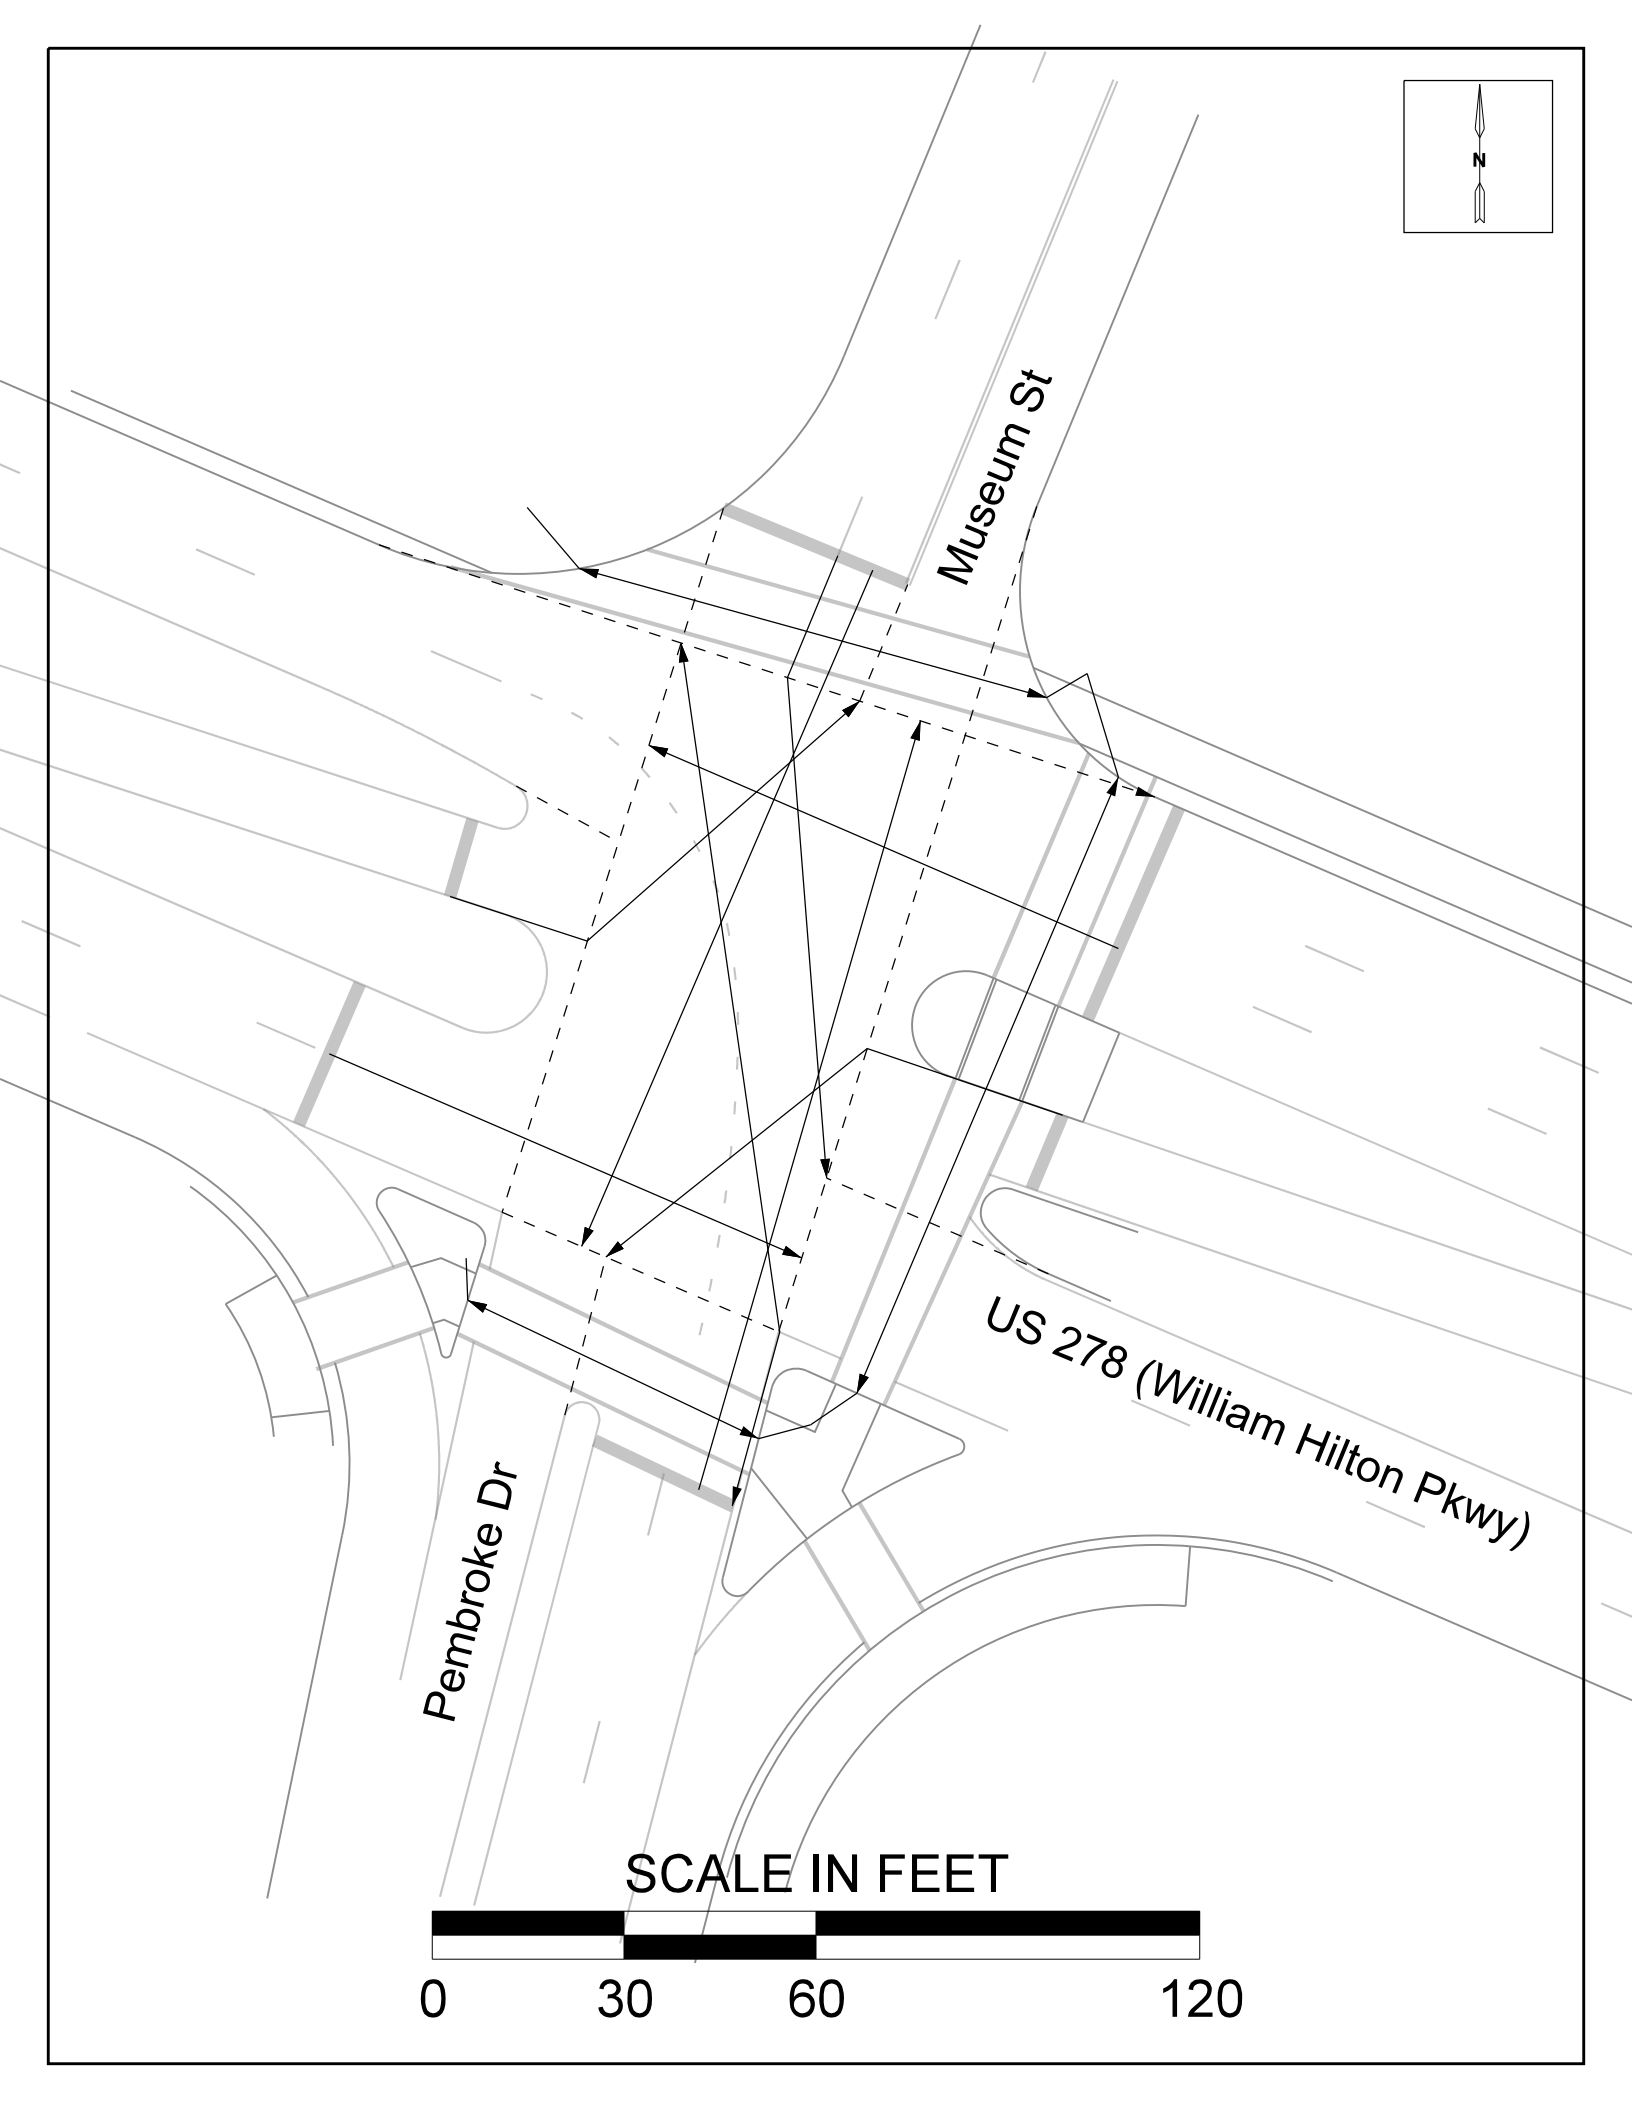 N
Museum St
US 278 (William Hilton Pkwy)
Pembroke Dr
SCALE IN FEET
0 30 60 120